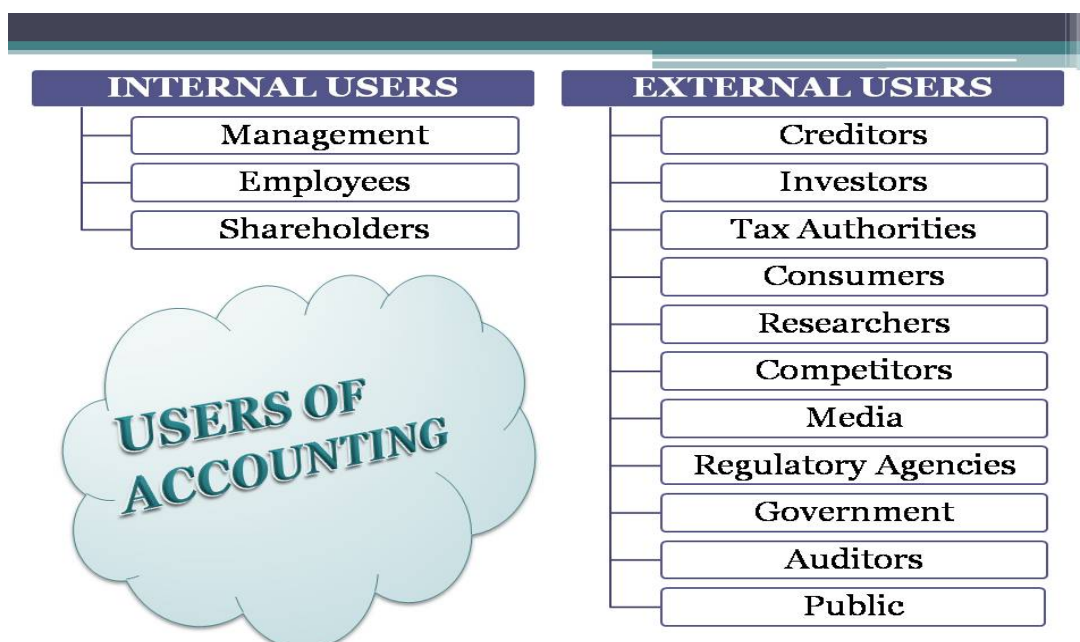 INTERNAL USERS
Management
Employees
Shareholders
USERS OF
ACCOUNTING
EXTERNAL USERS
Creditors
Investors
Tax Authorities
Consumers
Researchers
Competitors
Media
Regulatory Agencies
Government
Auditors
Public